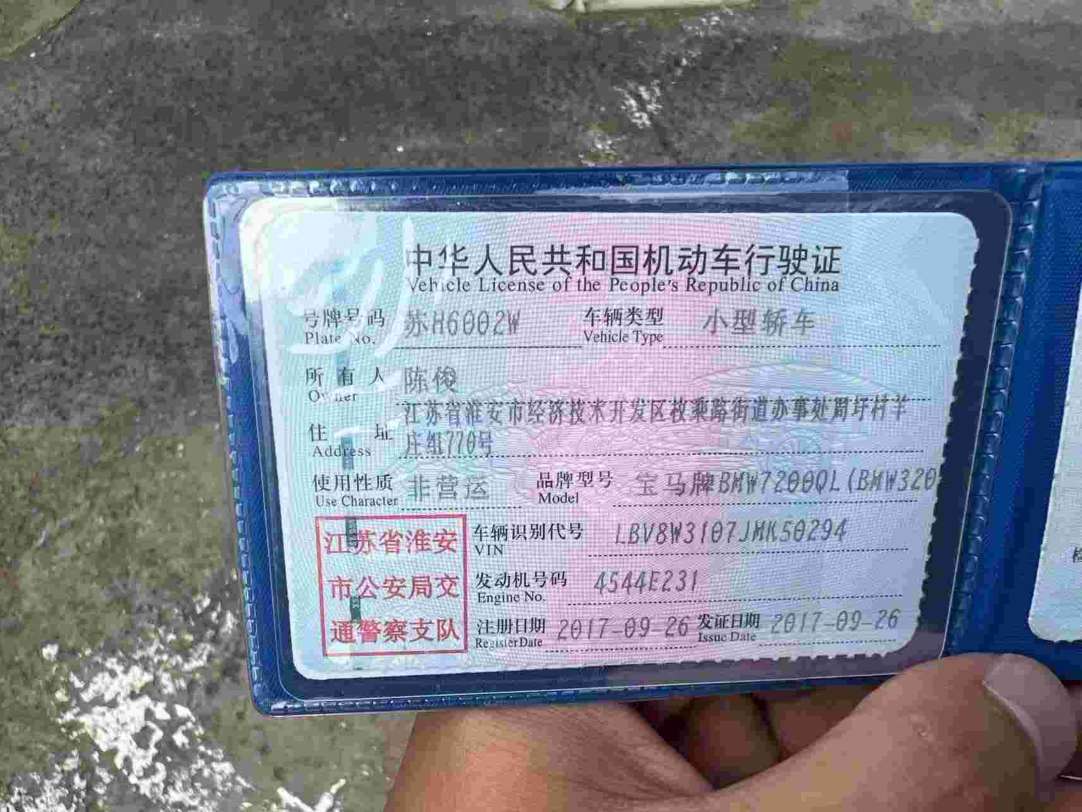 中华人民共和国机动车行驶证
Vehicle License of the People's Republic of China
号牌号码 苏H6002W 车辆类型 小型轿车
Plate No. Vehicle Type
所有人 陈俊
Owner
住址 江苏省淮安市经济技术开发区枚乘路街道办事处周圩村羊
Address 庄组770号
使用性质 非营运 品牌型号 宝马牌BMW7200QL(BMW320
Use Character Model
江苏省淮安 车辆识别代号 LBV8W3107JMK50294
VIN
市公安局交 发动机号码 4544E231
Engine No.
通警察支队 注册日期 2017-09-26 发证日期 2017-09-26
Register Date Issue Date
检